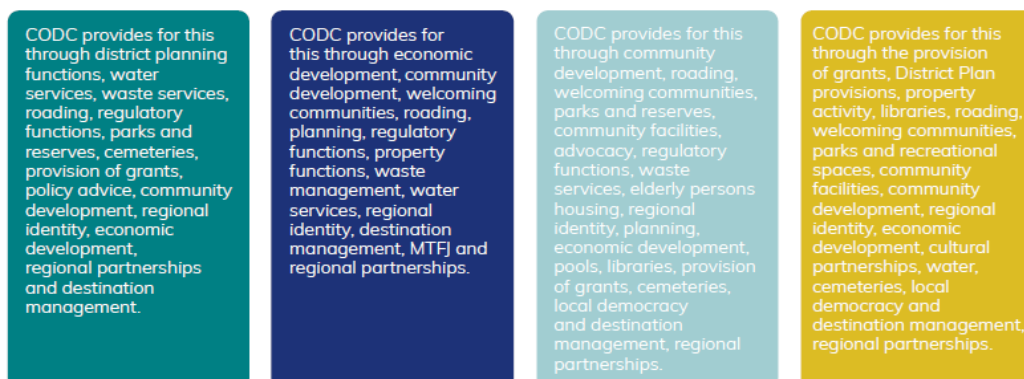 CODC provides for this
through district planning
functions, water
services, waste services,
roading, regulatory
functions, parks and
reserves, cemeteries,
provision of grants,
policy advice, community
development, regional
identity, economic
development,
regional partnerships
and destination
management.
CODC provides for
this through economic
development, community
development, welcoming
communities, roading,
planning, regulatory
functions, property
functions, waste
management, water
services, regional
identity, destination
management, MTFJ and
regional partnerships.
CODC provides for this
through community
development, roading,
welcoming communities,
parks and reserves,
community facilities,
advocacy, regulatory
functions, waste
services, elderly persons
housing, regional
identity, planning,
economic development,
pools, libraries, provision
of grants, cemeteries,
local democracy
and destination
management, regional
partnerships.
CODC provides for this
through the provision
of grants, District Plan
provisions, property
activity, libraries, roading,
welcoming communities,
parks and recreational
spaces, community
facilities, community
development, regional
identity, economic
development, cultural
partnerships, water,
cemeteries, local
democracy and
destination management,
regional partnerships.